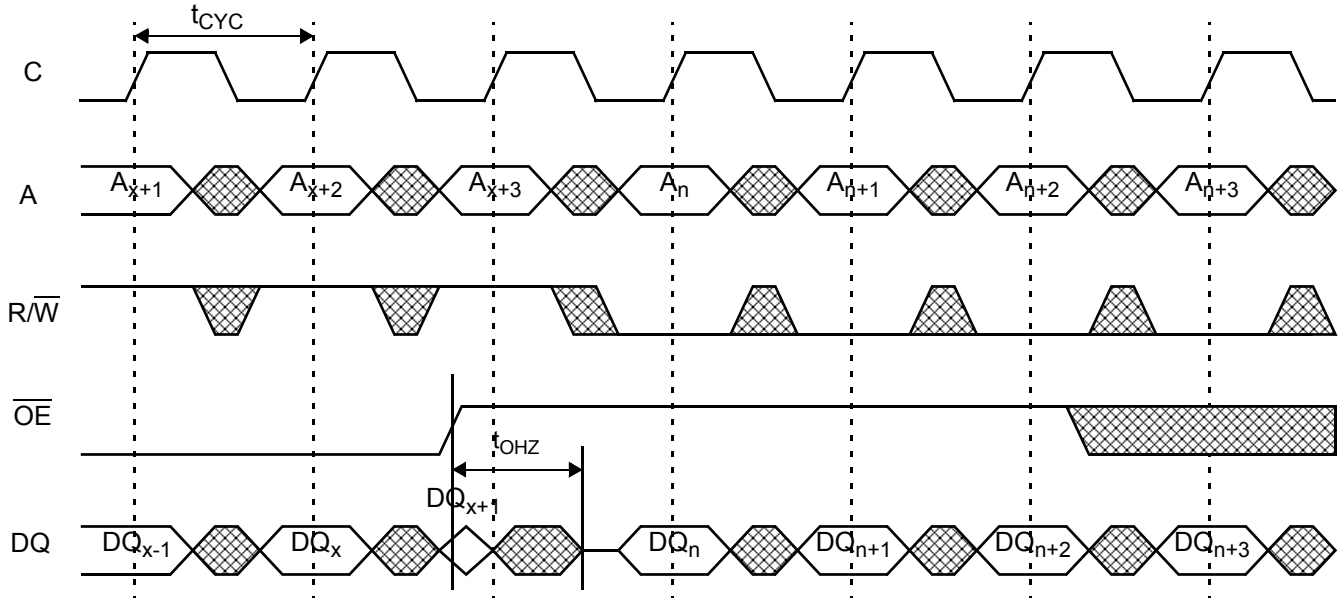 tCYC
C
A
Ax+1 Ax+2 Ax+3 An An+1 An+2 An+3
R/W̅
O̅E̅
tOHZ
DQx+1
DQ
DQx-1 DQx DQn DQn+1 DQn+2 DQn+3